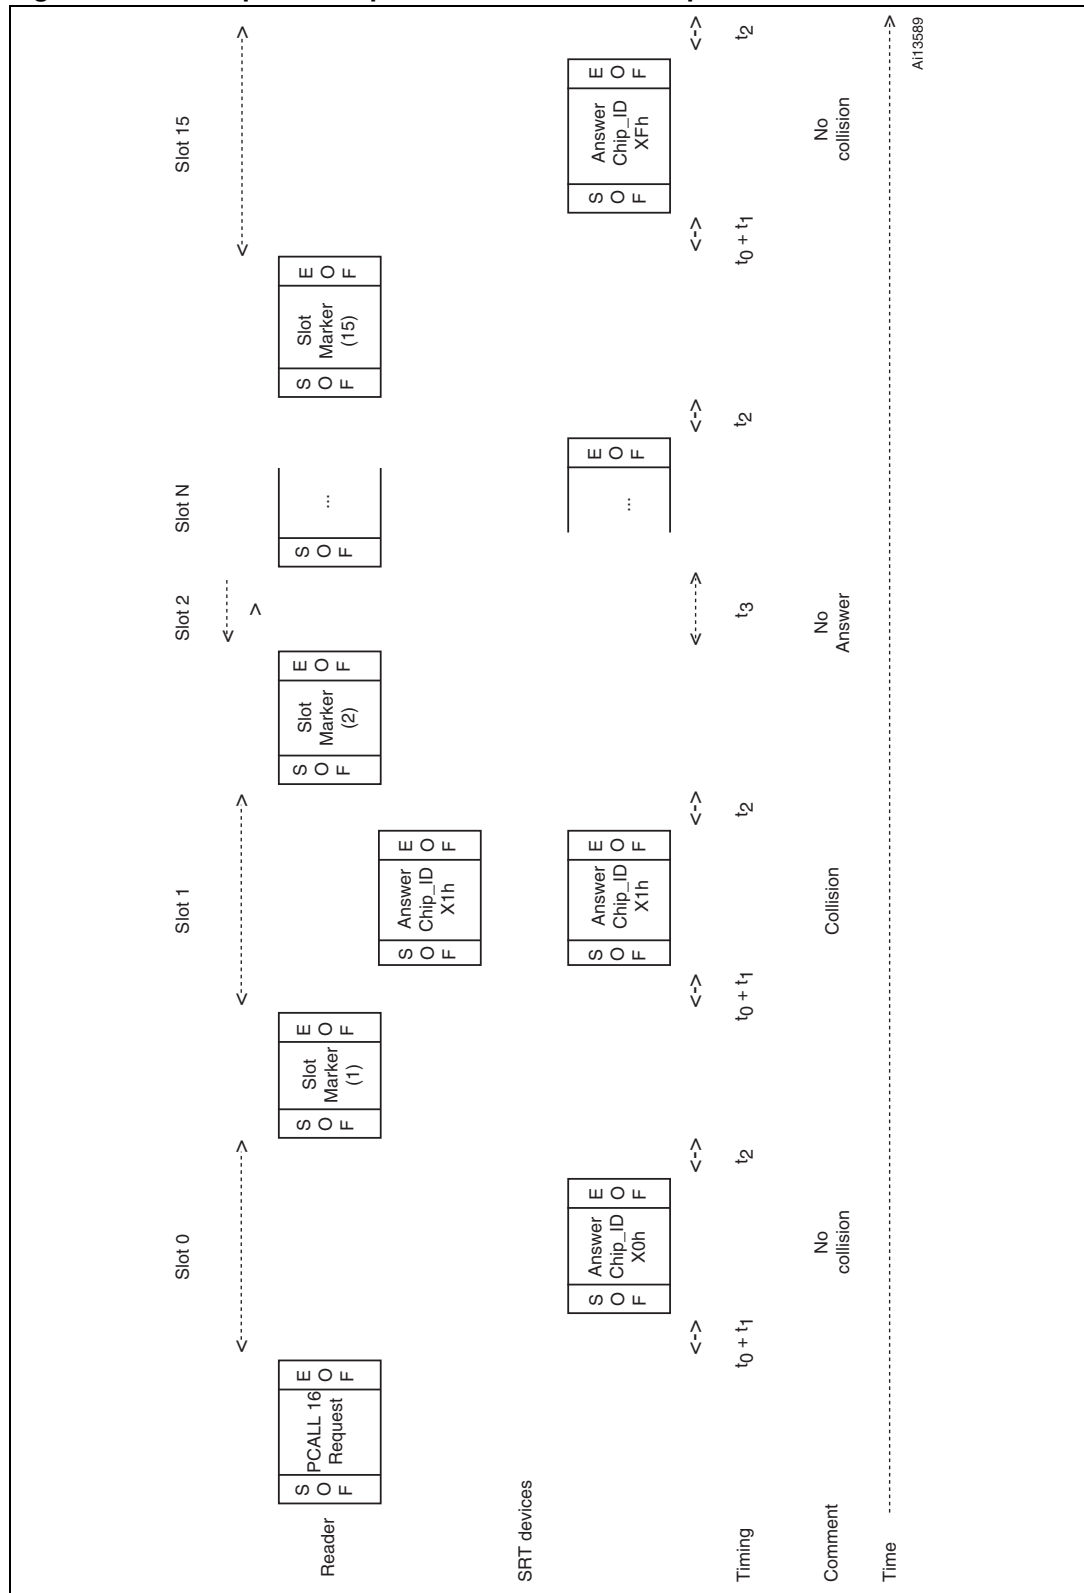 Slot 0
Slot 1
Slot 2
Slot N
Slot 15
<--->
<--->
<--->
>
<--->
Reader
S
O
F
PCALL 16
Request
E
O
F
S
O
F
Slot
Marker
(1)
E
O
F
S
O
F
Slot
Marker
(2)
E
O
F
S
O
F
...
S
O
F
Slot
Marker
(15)
E
O
F
S
O
F
Answer
Chip_ID
X1h
E
O
F
SRT devices
S
O
F
Answer
Chip_ID
X0h
E
O
F
S
O
F
Answer
Chip_ID
X1h
E
O
F
...
E
O
F
S
O
F
Answer
Chip_ID
XFh
E
O
F
Timing
<-> <-> <-> <-> <---> <-> <-> <->
t0 + t1
t2
t0 + t1
t2
t3
t2
t0 + t1
t2
Comment
No
collision
Collision
No
Answer
No
collision
Time
Ai13589